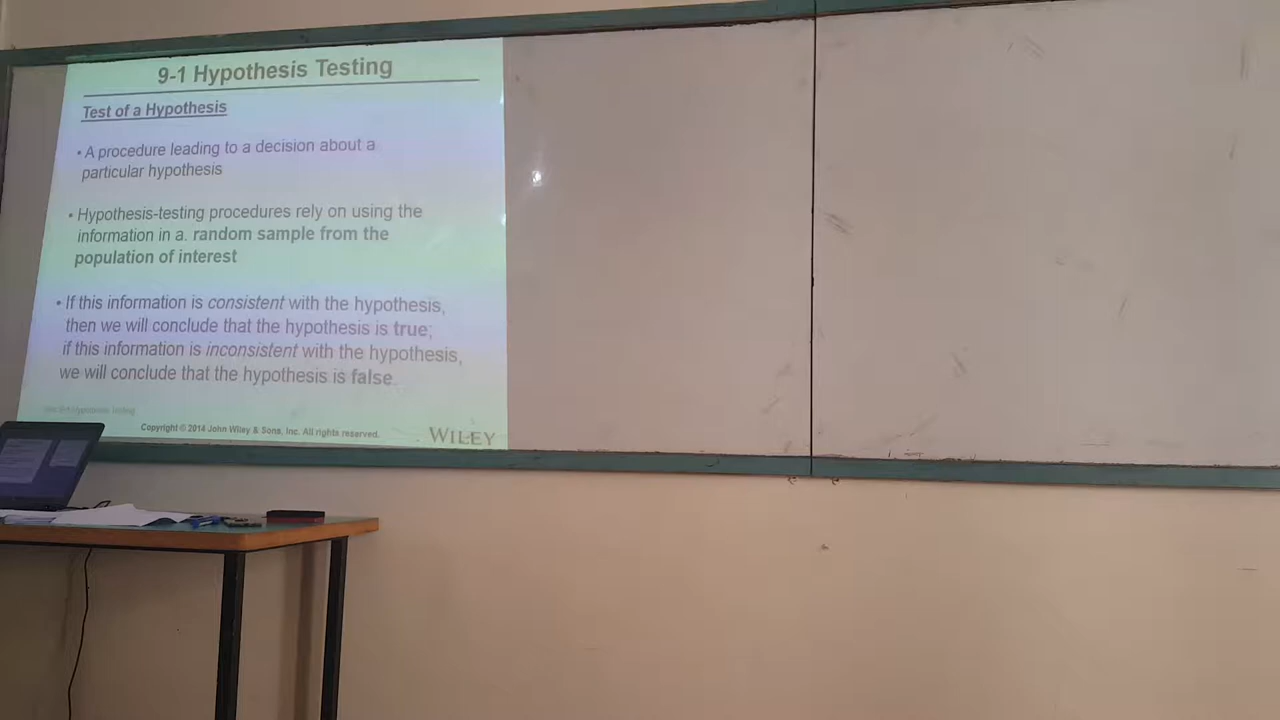 9-1 Hypothesis Testing
Test of a Hypothesis
• A procedure leading to a decision about a
particular hypothesis
• Hypothesis-testing procedures rely on using the
information in a. random sample from the
population of interest
• If this information is consistent with the hypothesis,
then we will conclude that the hypothesis is true;
if this information is inconsistent with the hypothesis,
we will conclude that the hypothesis is false.
Hypothesis Testing
Copyright © 2014 John Wiley & Sons, Inc. All rights reserved.
WILEY